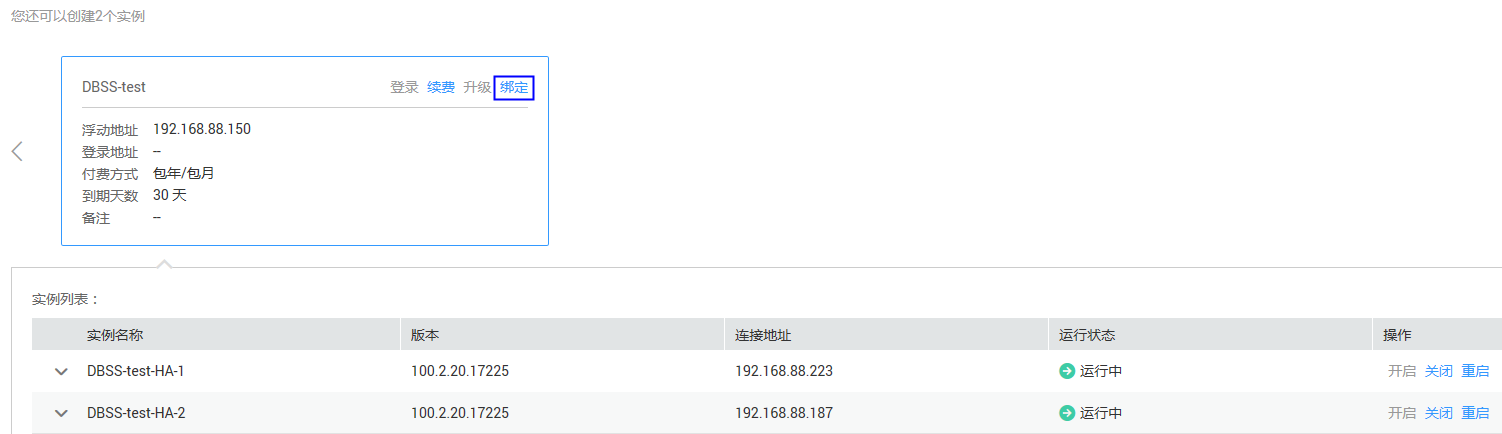 您还可以创建2个实例
DBSS-test 登录 续费 升级 绑定
浮动地址 192.168.88.150
登录地址 --
付费方式 包年/包月
到期天数 30 天
备注 --
实例列表：
实例名称 版本 连接地址 运行状态 操作
DBSS-test-HA-1 100.2.20.17225 192.168.88.223 运行中 开启 关闭 重启
DBSS-test-HA-2 100.2.20.17225 192.168.88.187 运行中 开启 关闭 重启